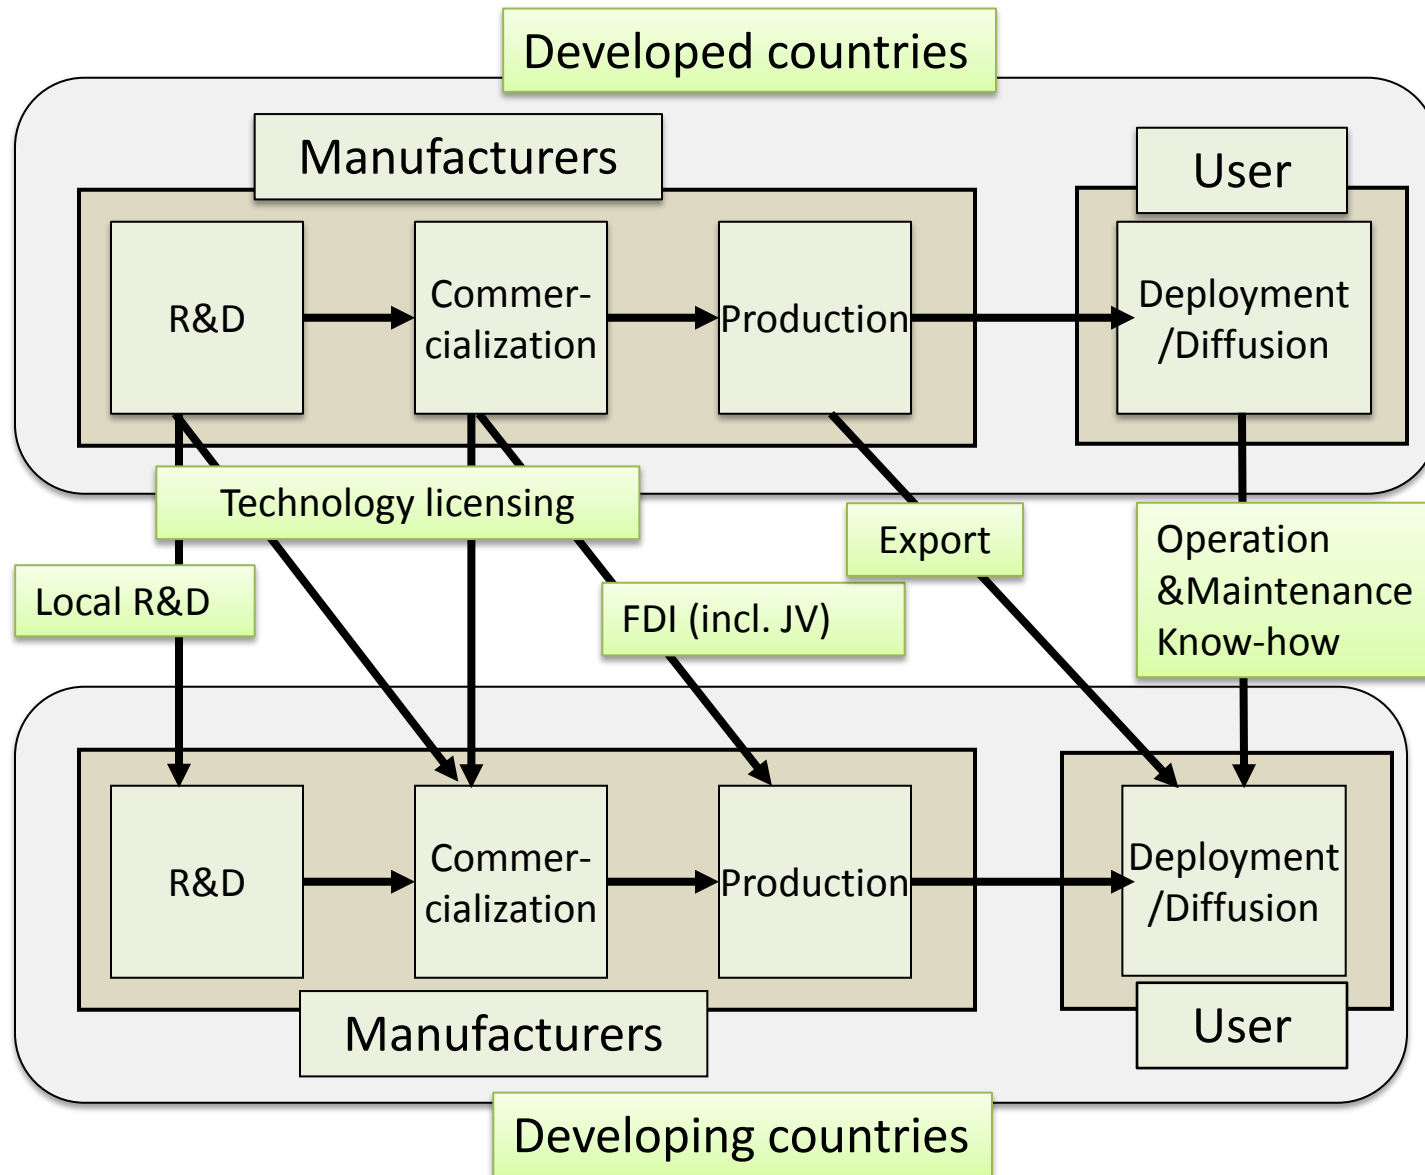 Developed countries
Manufacturers
User
R&D
Commer-
cialization
Production
Deployment
/Diffusion
Technology licensing
Export
Operation
&Maintenance
Know-how
Local R&D
FDI (incl. JV)
R&D
Commer-
cialization
Production
Deployment
/Diffusion
Manufacturers
User
Developing countries